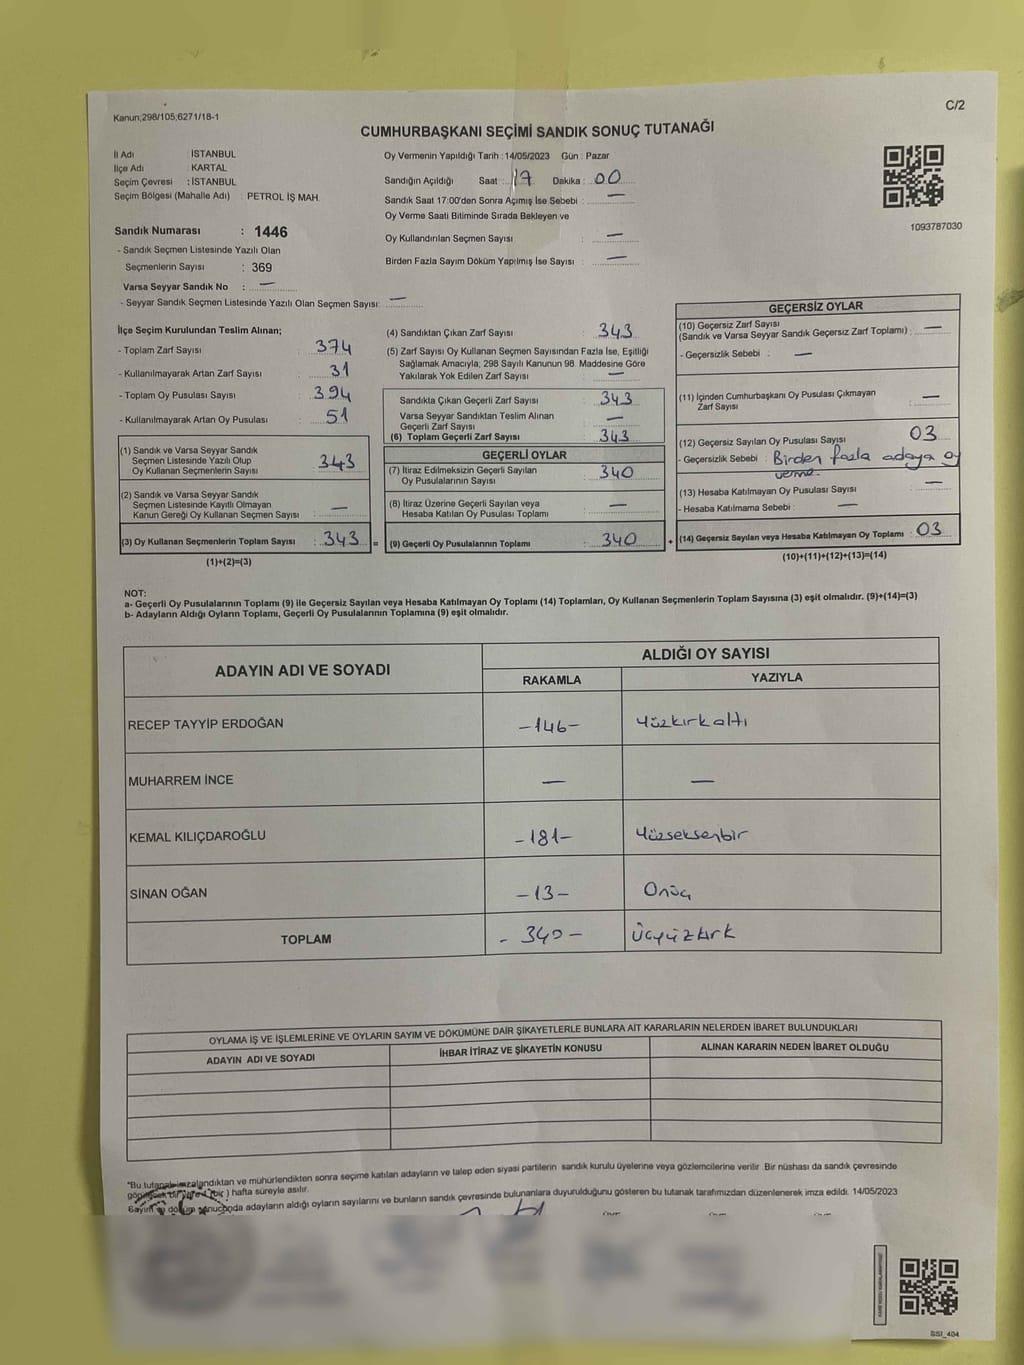 C/2
Kanun;298/105;6271/18-1
CUMHURBAŞKANI SEÇİMİ SANDIK SONUÇ TUTANAĞI
İl Adı : İSTANBUL
İlçe Adı : KARTAL
Seçim Çevresi : İSTANBUL
Seçim Bölgesi (Mahalle Adı) : PETROL İŞ MAH.
Sandık Numarası : 1446
- Sandık Seçmen Listesinde Yazılı Olan
Seçmenlerin Sayısı : 369
Varsa Seyyar Sandık No : —
- Seyyar Sandık Seçmen Listesinde Yazılı Olan Seçmen Sayısı: —
Oy Vermenin Yapıldığı Tarih : 14/05/2023 Gün : Pazar
Sandığın Açıldığı Saat : 17 Dakika : 00
Sandık Saat 17:00'den Sonra Açımış İse Sebebi : —
Oy Verme Saati Bitiminde Sırada Bekleyen ve
Oy Kullandırılan Seçmen Sayısı : —
Birden Fazla Sayım Döküm Yapılmış İse Sayısı : —
1093787030
İlçe Seçim Kurulundan Teslim Alınan;
- Toplam Zarf Sayısı : 374
- Kullanılmayarak Artan Zarf Sayısı : 31
- Toplam Oy Pusulası Sayısı : 394
- Kullanılmayarak Artan Oy Pusulası : 51
(1) Sandık ve Varsa Seyyar Sandık
Seçmen Listesinde Yazılı Olup
Oy Kullanan Seçmenlerin Sayısı : 343
(2) Sandık ve Varsa Seyyar Sandık
Seçmen Listesinde Kayıtlı Olmayan
Kanun Gereği Oy Kullanan Seçmen Sayısı : —
(3) Oy Kullanan Seçmenlerin Toplam Sayısı : 343 =
(1)+(2)=(3)
(4) Sandıktan Çıkan Zarf Sayısı : 343
(5) Zarf Sayısı Oy Kullanan Seçmen Sayısından Fazla İse, Eşitliği
Sağlamak Amacıyla; 298 Sayılı Kanunun 98. Maddesine Göre
Yakılarak Yok Edilen Zarf Sayısı : —
Sandıkta Çıkan Geçerli Zarf Sayısı : 343
Varsa Seyyar Sandıktan Teslim Alınan
Geçerli Zarf Sayısı : —
(6) Toplam Geçerli Zarf Sayısı : 343
GEÇERLİ OYLAR
(7) İtiraz Edilmeksizin Geçerli Sayılan
Oy Pusulalarının Sayısı : 340
(8) İtiraz Üzerine Geçerli Sayılan veya
Hesaba Katılan Oy Pusulası Toplamı : —
(9) Geçerli Oy Pusulalarının Toplamı : 340 +
GEÇERSİZ OYLAR
(10) Geçersiz Zarf Sayısı
(Sandık ve Varsa Seyyar Sandık Geçersiz Zarf Toplamı) : —
- Geçersizlik Sebebi : —
(11) İçinden Cumhurbaşkanı Oy Pusulası Çıkmayan
Zarf Sayısı : —
(12) Geçersiz Sayılan Oy Pusulası Sayısı : 03
- Geçersizlik Sebebi : Birden fazla adaya oy
verme.
(13) Hesaba Katılmayan Oy Pusulası Sayısı : —
- Hesaba Katılmama Sebebi : —
(14) Geçersiz Sayılan veya Hesaba Katılmayan Oy Toplamı : 03
(10)+(11)+(12)+(13)=(14)
NOT:
a- Geçerli Oy Pusulalarının Toplamı (9) ile Geçersiz Sayılan veya Hesaba Katılmayan Oy Toplamı (14) Toplamları, Oy Kullanan Seçmenlerin Toplam Sayısına (3) eşit olmalıdır. (9)+(14)=(3)
b- Adayların Aldığı Oyların Toplamı, Geçerli Oy Pusulalarının Toplamına (9) eşit olmalıdır.
ADAYIN ADI VE SOYADI
ALDIĞI OY SAYISI
RAKAMLA YAZIYLA
RECEP TAYYİP ERDOĞAN -146- Yüzkırkaltı
MUHARREM İNCE — —
KEMAL KILIÇDAROĞLU -181- Yüzseksenbir
SİNAN OĞAN -13- Onüç
TOPLAM - 340 - Üçyüzkırk
OYLAMA İŞ VE İŞLEMLERİNE VE OYLARIN SAYIM VE DÖKÜMÜNE DAİR ŞİKAYETLERLE BUNLARA AİT KARARLARIN NELERDEN İBARET BULUNDUKLARI
ADAYIN ADI VE SOYADI İHBAR İTİRAZ VE ŞİKAYETİN KONUSU ALINAN KARARIN NEDEN İBARET OLDUĞU
"Bu tutanak imzalandıktan ve mühürlendikten sonra seçime katılan adayların ve talep eden siyasi partilerin sandık kurulu üyelerine veya gözlemcilerine verilir. Bir nüshası da sandık çevresinde
görülecek bir yere 1 (bir) hafta süreyle asılır.
Sayım ve döküm sonucunda adayların aldığı oyların sayılarını ve bunların sandık çevresinde bulunanlara duyurulduğunu gösteren bu tutanak tarafımızdan düzenlenerek imza edildi. 14/05/2023
SSI_404